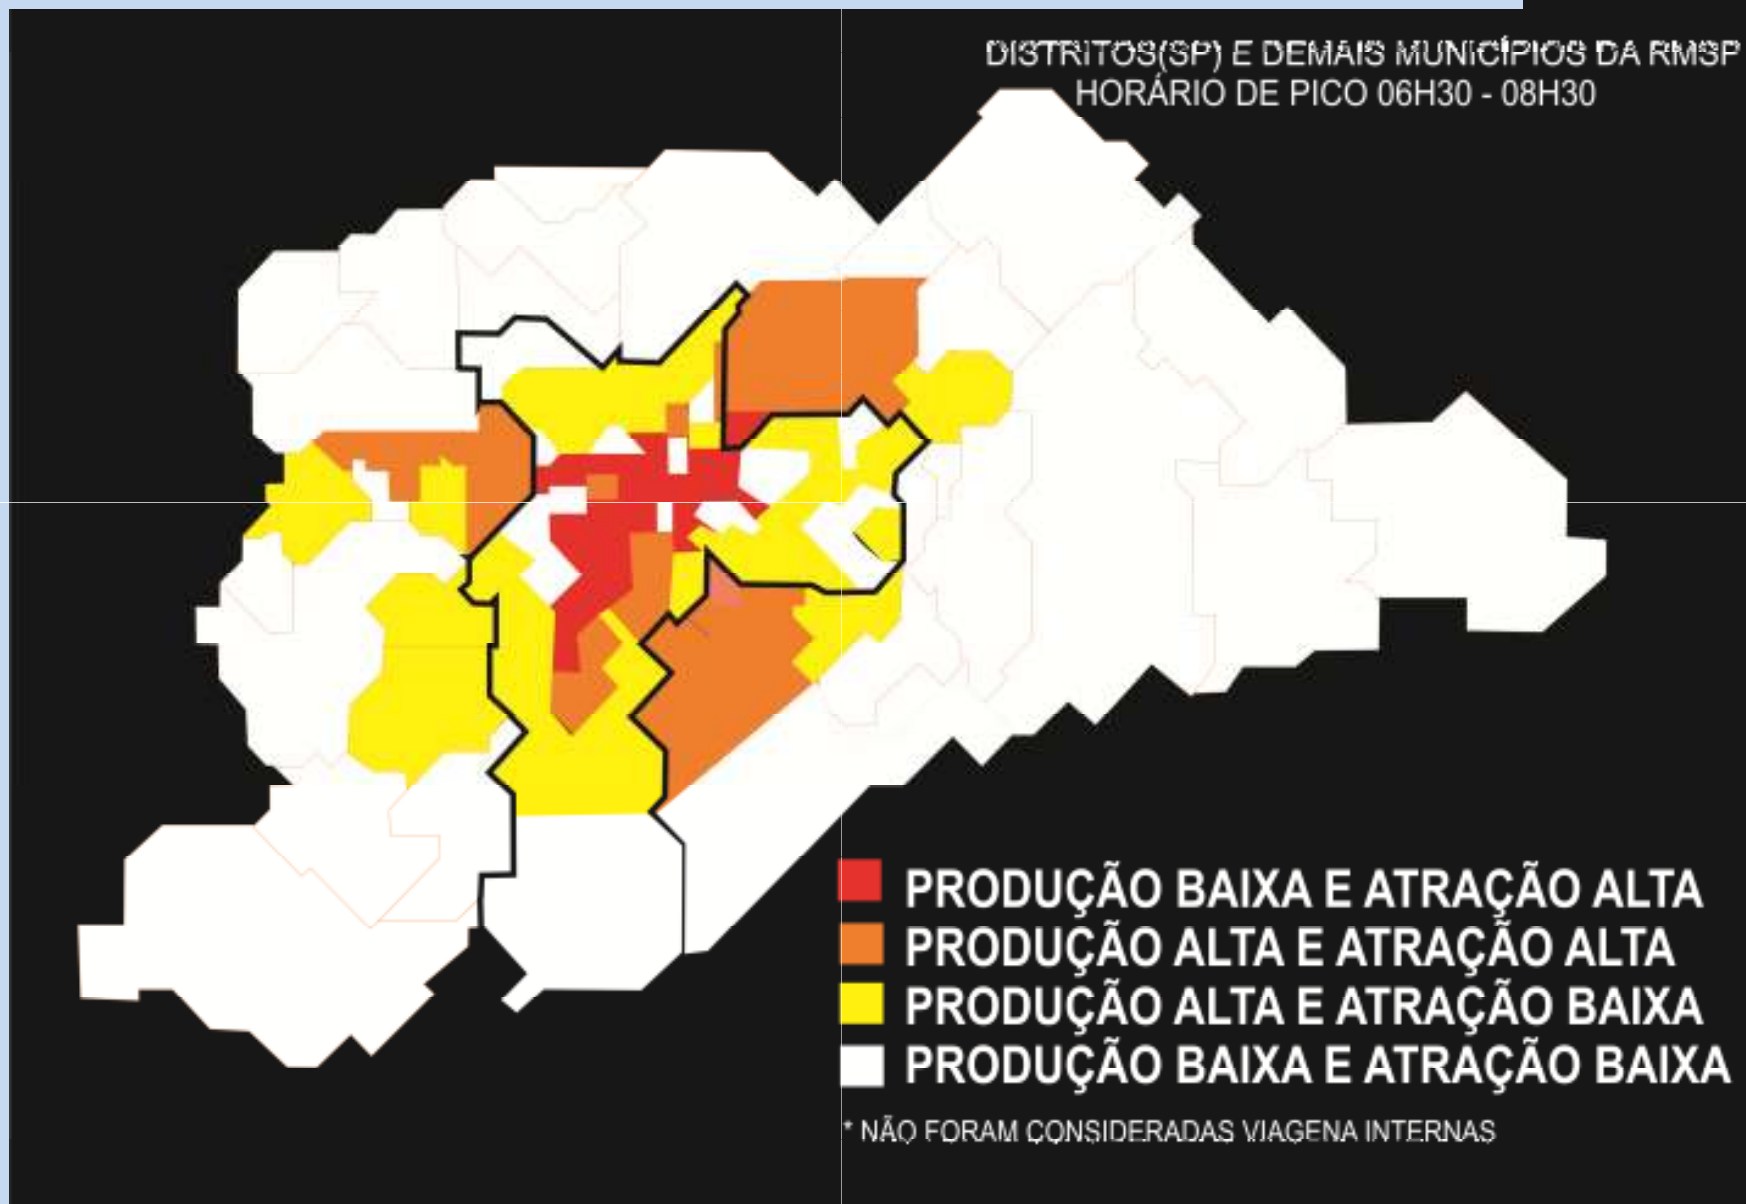 DISTRITOS(SP) E DEMAIS MUNICÍPIOS DA RMSP
HORÁRIO DE PICO 06H30 - 08H30
PRODUÇÃO BAIXA E ATRAÇÃO ALTA
PRODUÇÃO ALTA E ATRAÇÃO ALTA
PRODUÇÃO ALTA E ATRAÇÃO BAIXA
PRODUÇÃO BAIXA E ATRAÇÃO BAIXA
* NÃO FORAM CONSIDERADAS VIAGENA INTERNAS